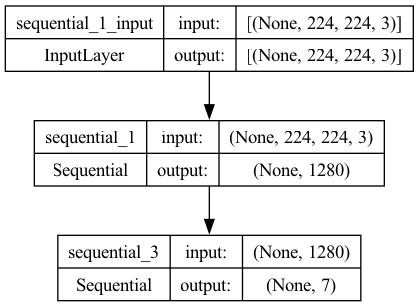 sequential_1_input input: [(None, 224, 224, 3)]
InputLayer output: [(None, 224, 224, 3)]
sequential_1 input: (None, 224, 224, 3)
Sequential output: (None, 1280)
sequential_3 input: (None, 1280)
Sequential output: (None, 7)